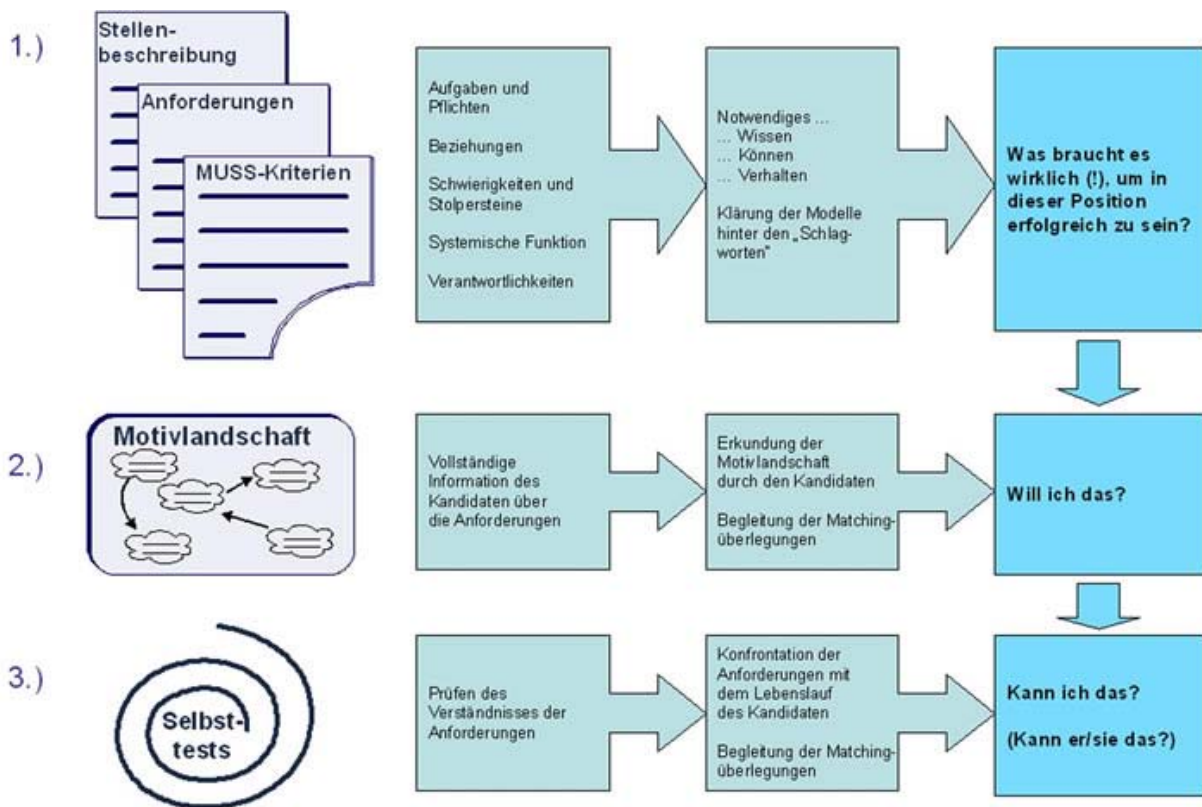 1.)
Stellen-
beschreibung
Anforderungen
MUSS-Kriterien
Aufgaben und
Pflichten
Beziehungen
Schwierigkeiten und
Stolpersteine
Systemische Funktion
Verantwortlichkeiten
Notwendiges ...
... Wissen
... Können
... Verhalten
Klärung der Modelle
hinter den „Schlag-
worten"
Was braucht es
wirklich (!), um in
dieser Position
erfolgreich zu sein?
2.)
Motivlandschaft
Vollständige
Information des
Kandidaten über
die Anforderungen
Erkundung der
Motivlandschaft
durch den Kandidaten
Begleitung der Matching-
überlegungen
Will ich das?
3.)
Selbst-
tests
Prüfen des
Verständnisses der
Anforderungen
Konfrontation der
Anforderungen mit
dem Lebenslauf
des Kandidaten
Begleitung der Matching-
überlegungen
Kann ich das?
(Kann er/sie das?)